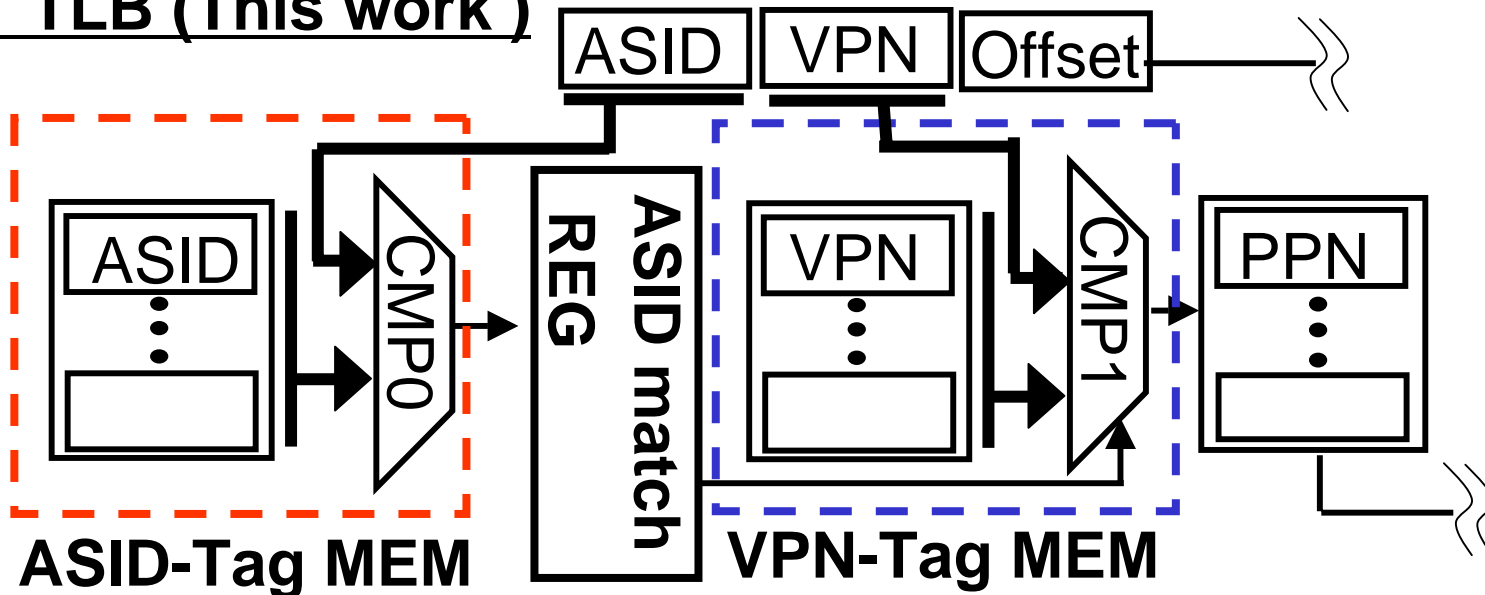 TLB (This work )
ASID
VPN
Offset
ASID
CMP0
ASID match
REG
VPN
CMP1
PPN
ASID-Tag MEM
VPN-Tag MEM